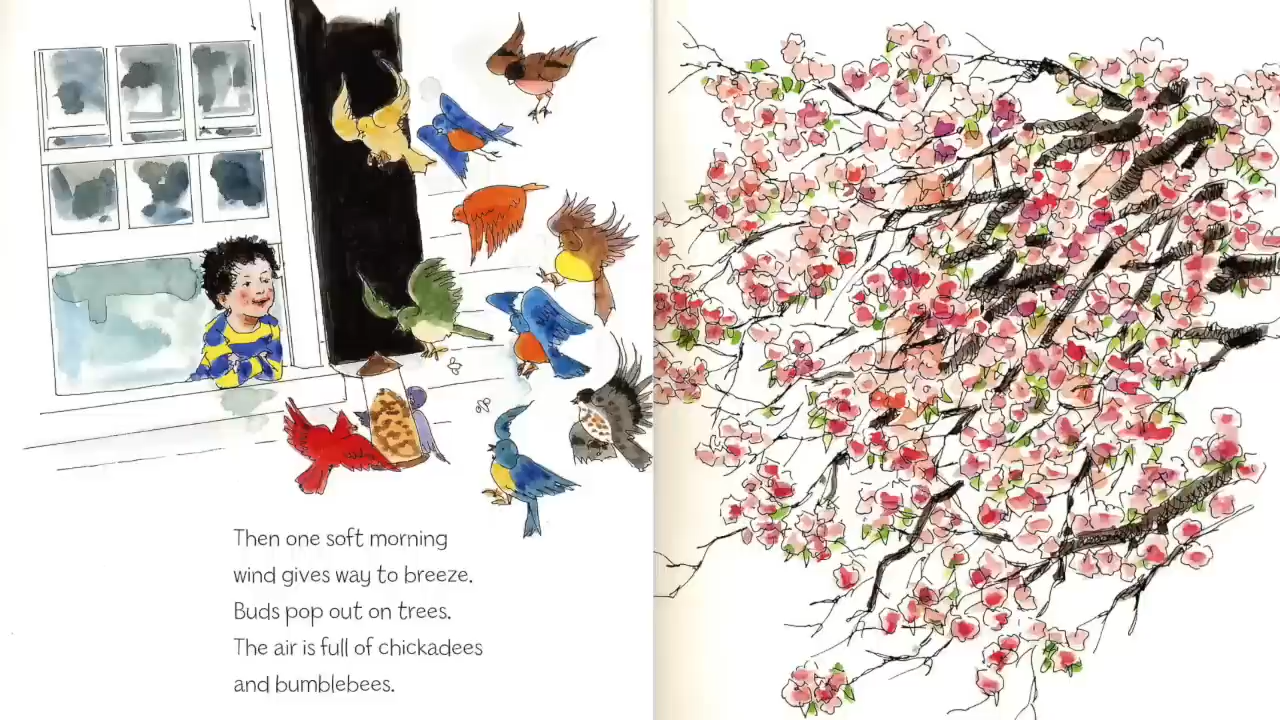 Then one soft morning
wind gives way to breeze.
Buds pop out on trees.
The air is full of chickadees
and bumblebees.